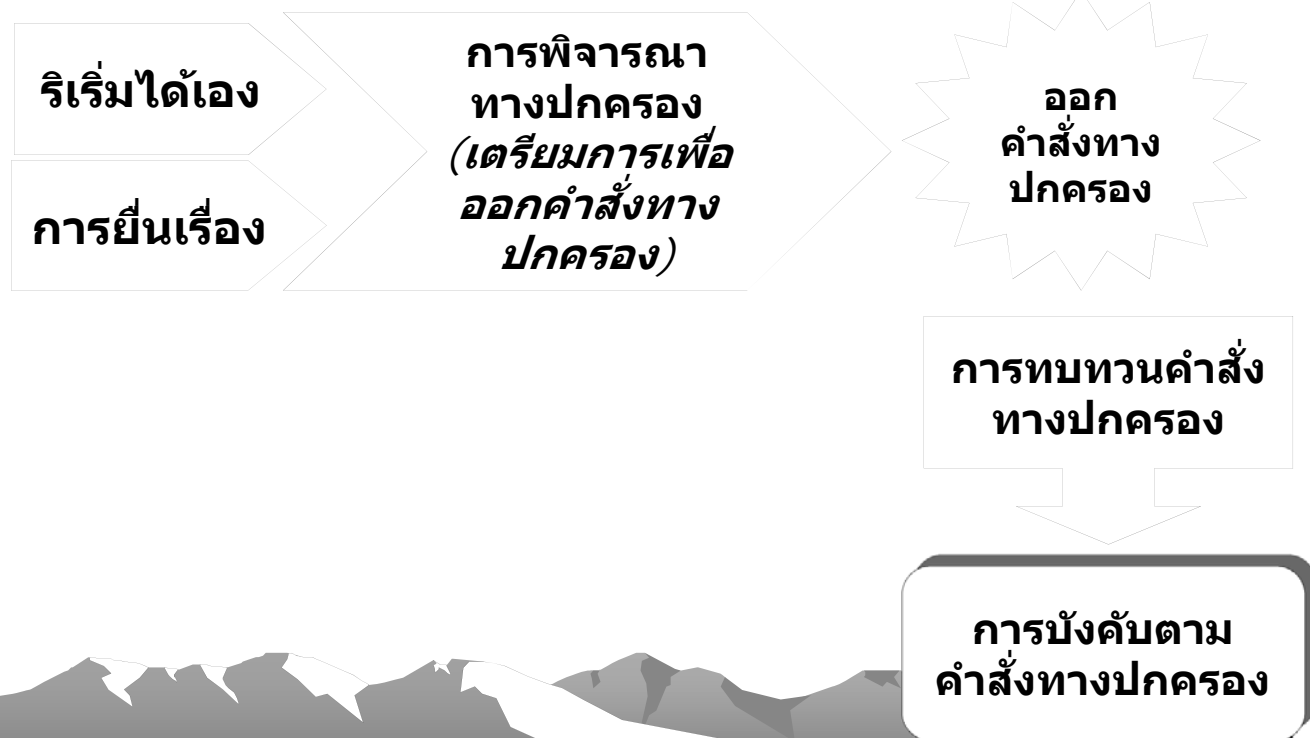 ริเริ่มได้เอง
การยื่นเรื่อง
การพิจารณา
ทางปกครอง
(เตรียมการเพื่อ
ออกคำสั่งทาง
ปกครอง)
ออก
คำสั่งทาง
ปกครอง
การทบทวนคำสั่ง
ทางปกครอง
การบังคับตาม
คำสั่งทางปกครอง